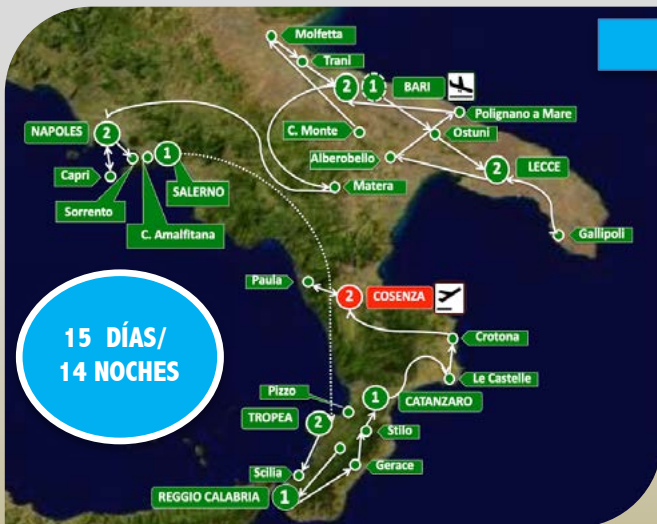 Molfetta
Trani
2
1
BARI
Polignano a Mare
NAPOLES
2
C. Monte
Ostuni
1
Alberobello
2
LECCE
Capri
SALERNO
Matera
Sorrento
C. Amalfitana
Gallipoli
Paula
2
COSENZA
15 DÍAS/
14 NOCHES
Crotona
Le Castelle
Pizzo
1
CATANZARO
TROPEA
2
Stilo
Scilia
Gerace
REGGIO CALABRIA
1